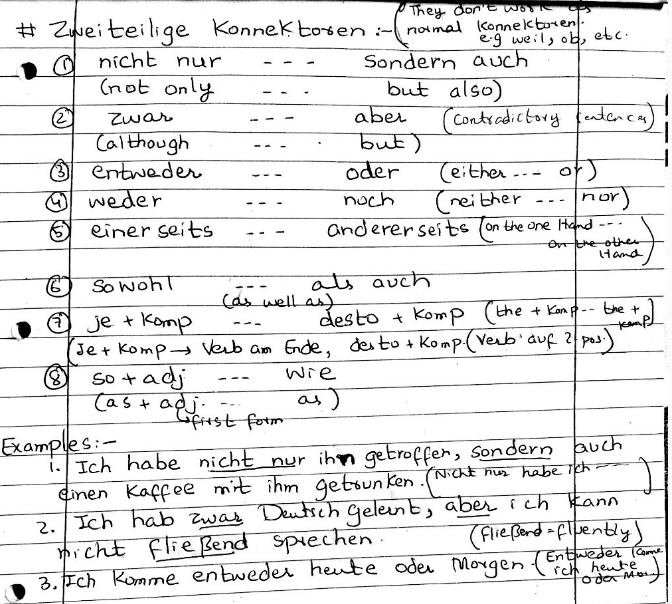 # Zweiteilige Konnektoren :- (They don't work as
normal Konnektoren.
e.g weil, ob, etc.
① nicht nur --- sondern auch
(not only --- but also)
② zwar --- aber (contradictory sentences)
(although --- but)
③ entweder --- oder (either --- or)
④ weder --- noch (neither --- nor)
⑤ einerseits --- andererseits (on the one Hand ---
on the other
Hand)
⑥ sowohl --- als auch
(as well as)
⑦ je + Komp --- desto + Komp (the + Komp -- the +
Komp)
(Je + Komp → Verb am Ende, desto + Komp. (Verb auf 2 pos.)
⑧ so + adj --- wie
(as + adj. --- as)
↳ first form
Examples:-
1. Ich habe nicht nur ihn getroffen, sondern auch
einen Kaffee mit ihm getrunken. (Nicht nur habe ich ---)
2. Ich hab zwar Deutsch gelernt, aber ich kann
nicht fließend sprechen. (fließend = fluently)
3. Ich komme entweder heute oder Morgen (Entweder komme
ich heute
oder Mor)